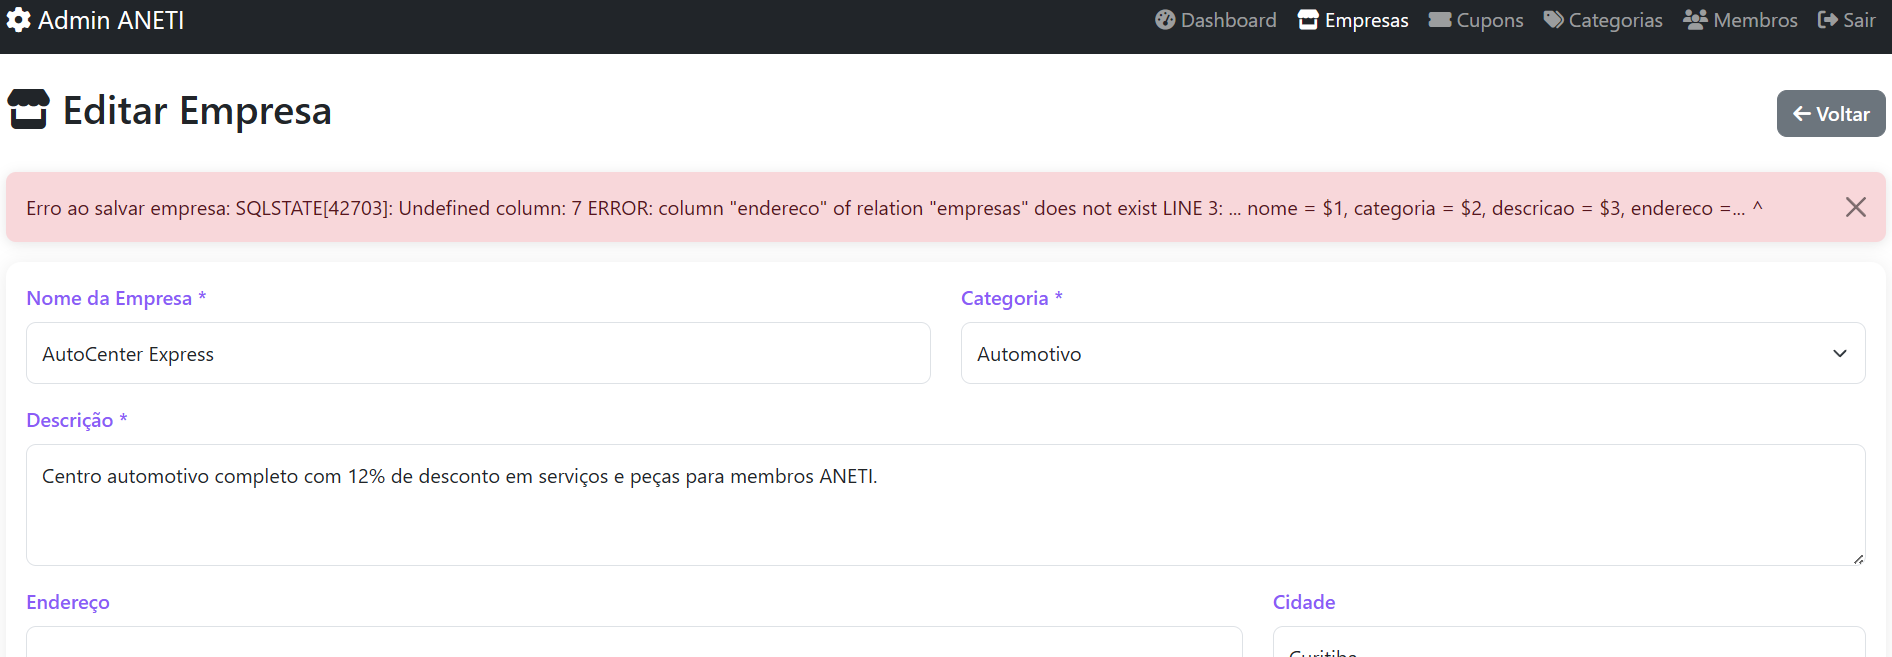 Admin ANETI
Dashboard Empresas Cupons Categorias Membros Sair
Editar Empresa
Voltar
Erro ao salvar empresa: SQLSTATE[42703]: Undefined column: 7 ERROR: column "endereco" of relation "empresas" does not exist LINE 3: ... nome = $1, categoria = $2, descricao = $3, endereco =... ^
Nome da Empresa *
Categoria *
AutoCenter Express
Automotivo
Descrição *
Centro automotivo completo com 12% de desconto em serviços e peças para membros ANETI.
Endereço
Cidade
Curitiba